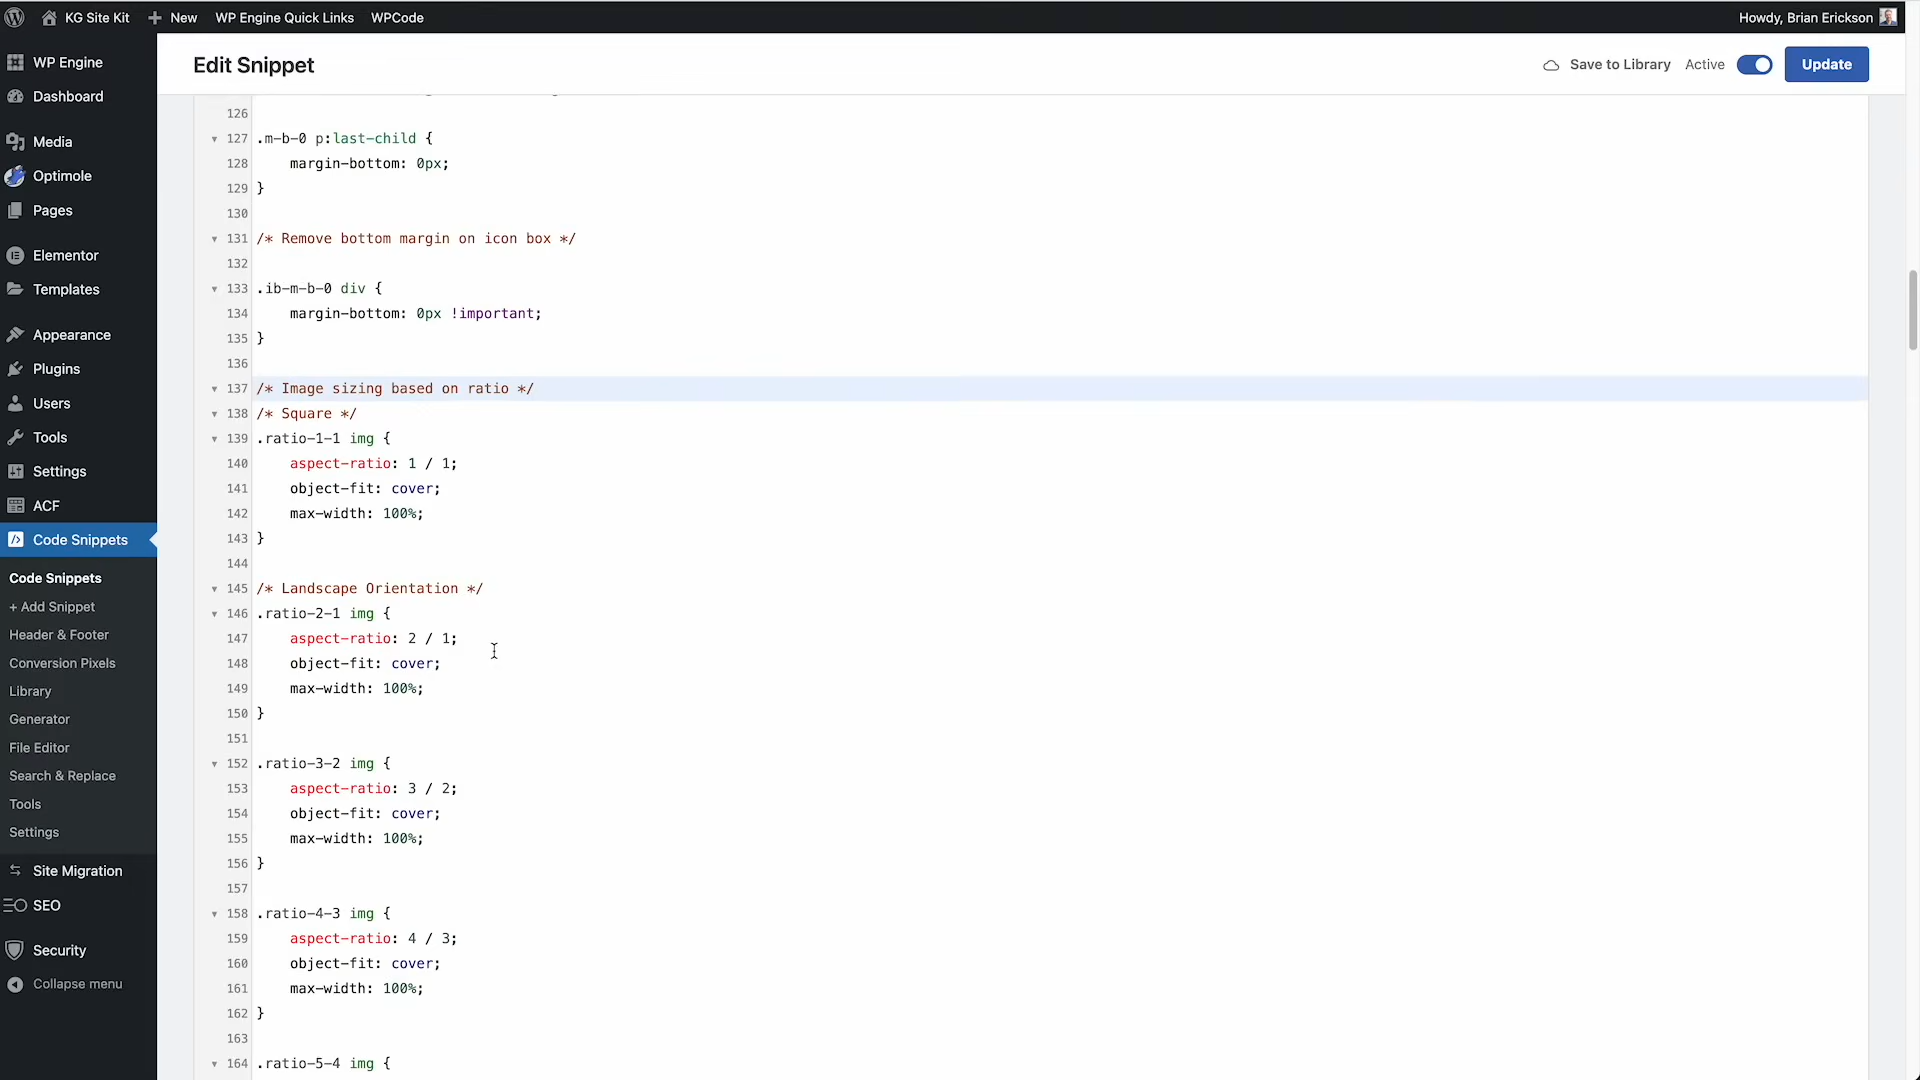 KG Site Kit
New
WP Engine Quick Links
WPCode
Howdy, Brian Erickson
WP Engine
Dashboard
Media
Optimole
Pages
Elementor
Templates
Appearance
Plugins
Users
Tools
Settings
ACF
Code Snippets
Code Snippets
+ Add Snippet
Header & Footer
Conversion Pixels
Library
Generator
File Editor
Search & Replace
Tools
Settings
Site Migration
SEO
Security
Collapse menu
Edit Snippet
Save to Library
Active
Update
126
127 .m-b-0 p:last-child {
128 margin-bottom: 0px;
129 }
130
131 /* Remove bottom margin on icon box */
132
133 .ib-m-b-0 div {
134 margin-bottom: 0px !important;
135 }
136
137 /* Image sizing based on ratio */
138 /* Square */
139 .ratio-1-1 img {
140 aspect-ratio: 1 / 1;
141 object-fit: cover;
142 max-width: 100%;
143 }
144
145 /* Landscape Orientation */
146 .ratio-2-1 img {
147 aspect-ratio: 2 / 1;
148 object-fit: cover;
149 max-width: 100%;
150 }
151
152 .ratio-3-2 img {
153 aspect-ratio: 3 / 2;
154 object-fit: cover;
155 max-width: 100%;
156 }
157
158 .ratio-4-3 img {
159 aspect-ratio: 4 / 3;
160 object-fit: cover;
161 max-width: 100%;
162 }
163
164 .ratio-5-4 img {